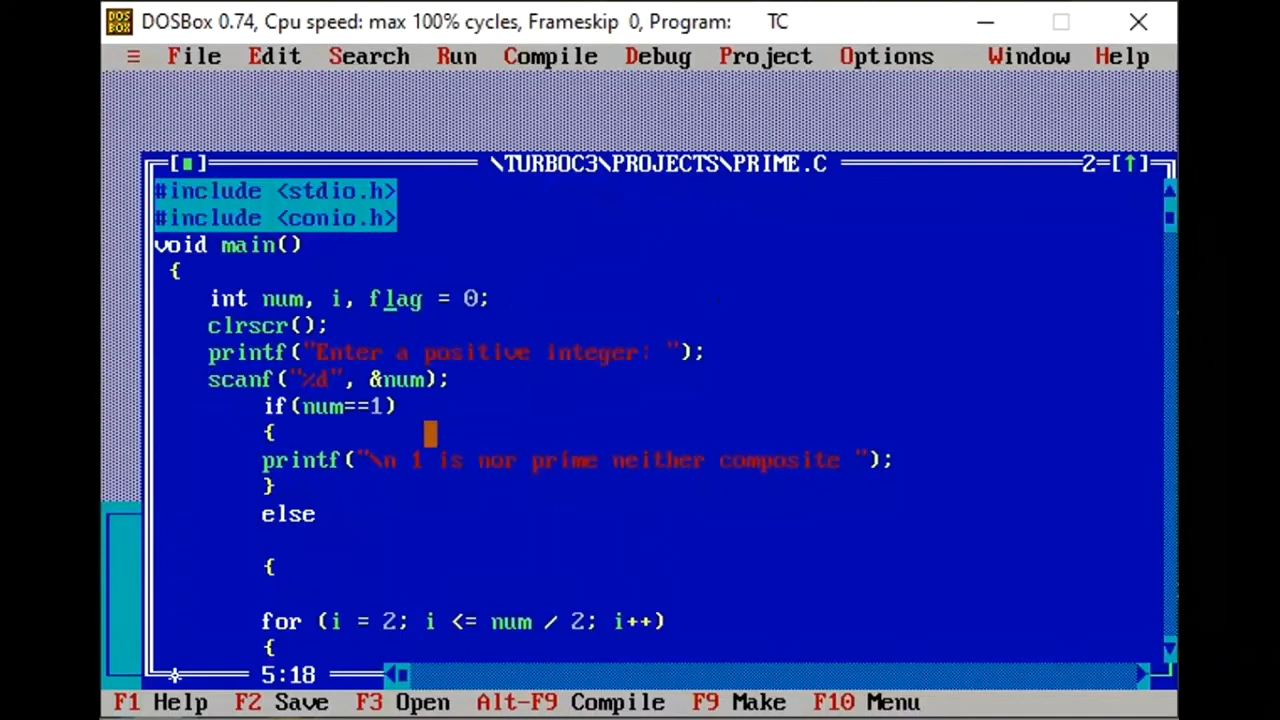 DOS BOX DOSBox 0.74, Cpu speed: max 100% cycles, Frameskip 0, Program: TC
≡ File Edit Search Run Compile Debug Project Options Window Help
[■] \TURBOC3\PROJECTS\PRIME.C 2=[↑]
#include <stdio.h>
#include <conio.h>
void main()
{
int num, i, flag = 0;
clrscr();
printf("Enter a positive integer: ");
scanf("%d", &num);
if(num==1)
{
printf("\n 1 is nor prime neither composite ");
}
else
{
for (i = 2; i <= num / 2; i++)
{
5:18
F1 Help F2 Save F3 Open Alt-F9 Compile F9 Make F10 Menu